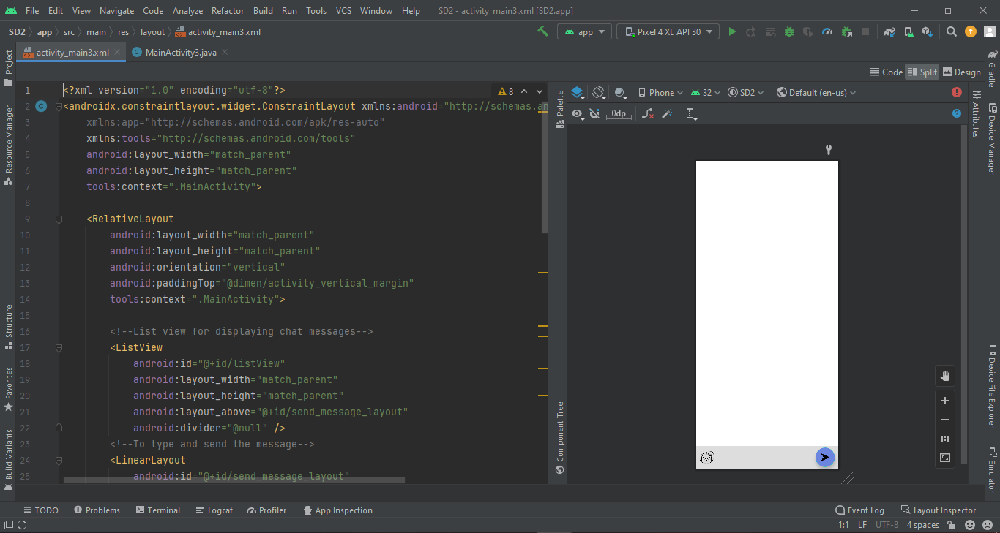 File Edit View Navigate Code Analyze Refactor Build Run Tools VCS Window Help SD2 - activity_main3.xml [SD2.app]
SD2 app src main res layout activity_main3.xml app Pixel 4 XL API 30
activity_main3.xml MainActivity3.java
Code Split Design
Project
Resource Manager
Structure
Favorites
Build Variants
1 <?xml version="1.0" encoding="utf-8"?>
8
2 <androidx.constraintlayout.widget.ConstraintLayout xmlns:android="http://schemas.an
3 xmlns:app="http://schemas.android.com/apk/res-auto"
4 xmlns:tools="http://schemas.android.com/tools"
5 android:layout_width="match_parent"
6 android:layout_height="match_parent"
7 tools:context=".MainActivity">
8
9 <RelativeLayout
10 android:layout_width="match_parent"
11 android:layout_height="match_parent"
12 android:orientation="vertical"
13 android:paddingTop="@dimen/activity_vertical_margin"
14 tools:context=".MainActivity">
15
16 <!--List view for displaying chat messages-->
17 <ListView
18 android:id="@+id/listView"
19 android:layout_width="match_parent"
20 android:layout_height="match_parent"
21 android:layout_above="@+id/send_message_layout"
22 android:divider="@null" />
23 <!--To type and send the message-->
24 <LinearLayout
25 android:id="@+id/send_message_layout"
Palette
Component Tree
Phone 32 SD2 Default (en-us)
0dp
1:1
Attributes
Gradle
Device Manager
Device File Explorer
Emulator
TODO Problems Terminal Logcat Profiler App Inspection Event Log Layout Inspector
1:1 LF UTF-8 4 spaces